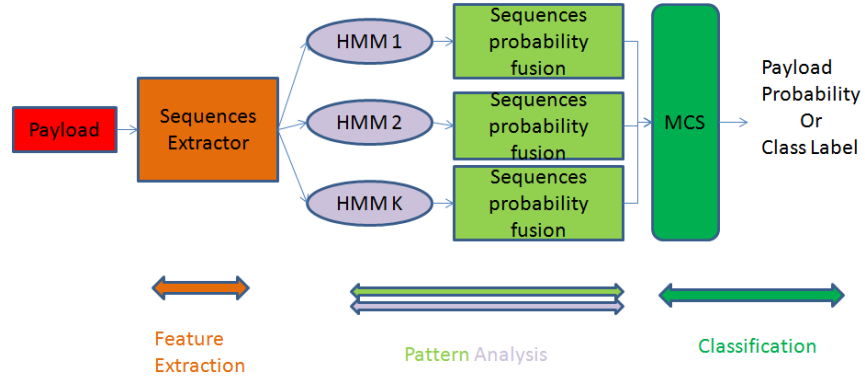 Payload
Sequences
Extractor
HMM 1
HMM 2
HMM K
Sequences
probability
fusion
Sequences
probability
fusion
Sequences
probability
fusion
MCS
Payload
Probability
Or
Class Label
Feature
Extraction
Pattern Analysis
Classification